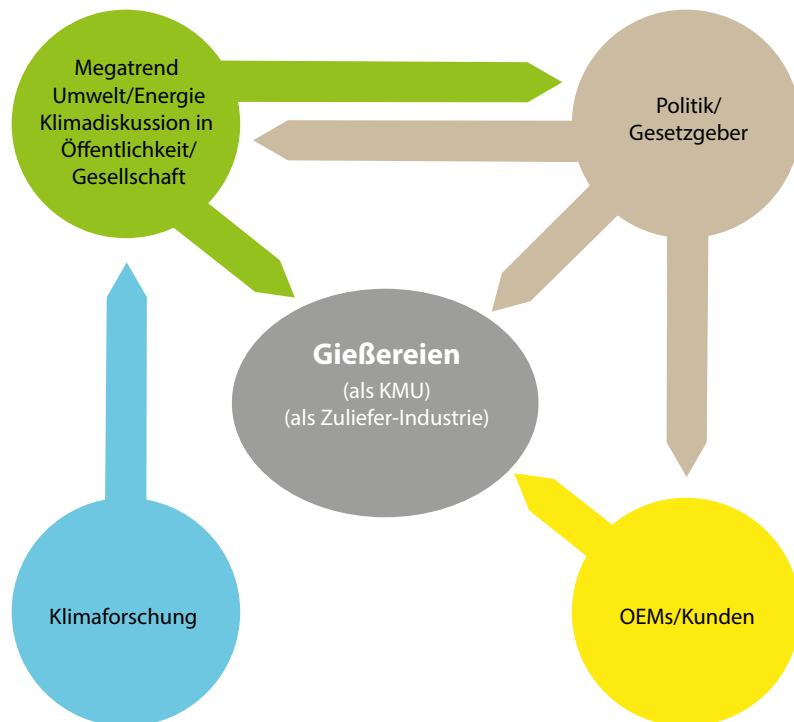 Megatrend
Umwelt/Energie
Klimadiskussion in
Öffentlichkeit/
Gesellschaft
Politik/
Gesetzgeber
Gießereien
(als KMU)
(als Zuliefer-Industrie)
Klimaforschung
OEMs/Kunden